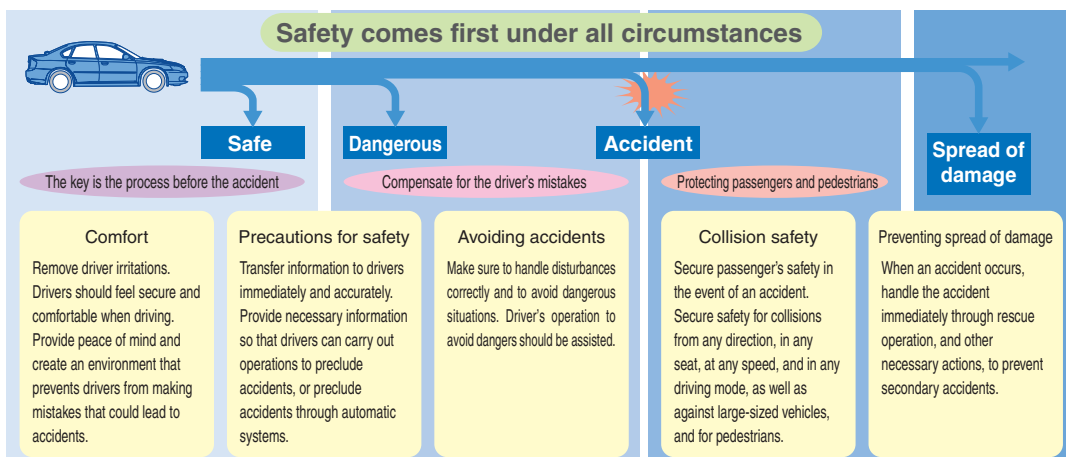 Safety comes first under all circumstances
Safe
Dangerous
Accident
Spread of
damage
The key is the process before the accident
Compensate for the driver's mistakes
Protecting passengers and pedestrians
Comfort
Remove driver irritations.
Drivers should feel secure and
comfortable when driving.
Provide peace of mind and
create an environment that
prevents drivers from making
mistakes that could lead to
accidents.
Precautions for safety
Transfer information to drivers
immediately and accurately.
Provide necessary information
so that drivers can carry out
operations to preclude
accidents, or preclude
accidents through automatic
systems.
Avoiding accidents
Make sure to handle disturbances
correctly and to avoid dangerous
situations. Driver's operation to
avoid dangers should be assisted.
Collision safety
Secure passenger's safety in
the event of an accident.
Secure safety for collisions
from any direction, in any
seat, at any speed, and in any
driving mode, as well as
against large-sized vehicles,
and for pedestrians.
Preventing spread of damage
When an accident occurs,
handle the accident
immediately through rescue
operation, and other
necessary actions, to prevent
secondary accidents.